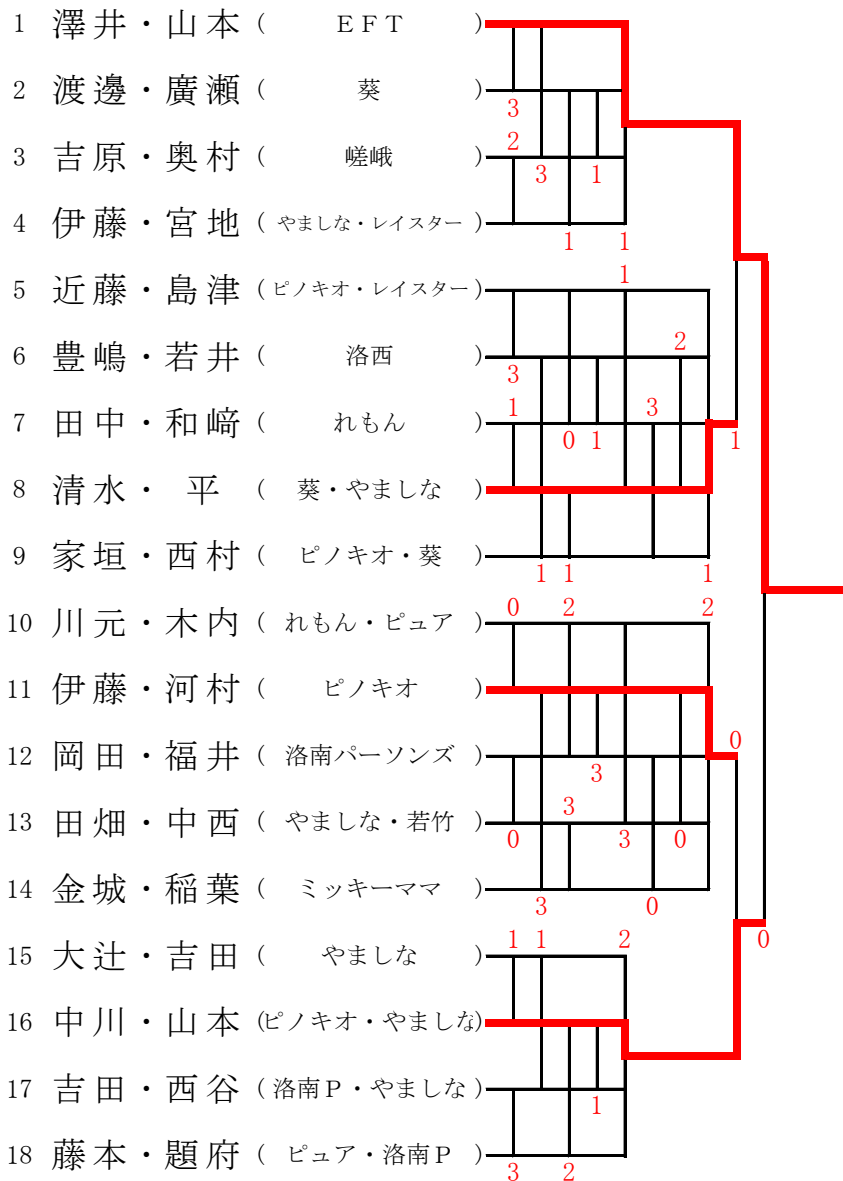 1 澤井・山本 ( ＥＦＴ )
2 渡邊・廣瀬 ( 葵 )
3
2
3 吉原・奥村 ( 嵯峨 )
3 1
4 伊藤・宮地 ( やましな・レイスター )
1 1
1
5 近藤・島津 (ピノキオ・レイスター)
2
6 豊嶋・若井 ( 洛西 )
3
1 3
7 田中・和﨑 ( れもん )
0 1 1
8 清水・ 平 ( 葵・やましな )
9 家垣・西村 ( ピノキオ・葵 )
1 1 1
0 2 2
10 川元・木内 ( れもん・ピュア )
11 伊藤・河村 ( ピノキオ )
0
12 岡田・福井 ( 洛南パーソンズ )
3
3
13 田畑・中西 ( やましな・若竹 )
0 3 0
14 金城・稲葉 ( ミッキーママ )
3 0
1 1 2 0
15 大辻・吉田 ( やましな )
16 中川・山本 (ピノキオ・やましな)
17 吉田・西谷 ( 洛南Ｐ・やましな )
1
18 藤本・題府 ( ピュア・洛南Ｐ )
3 2